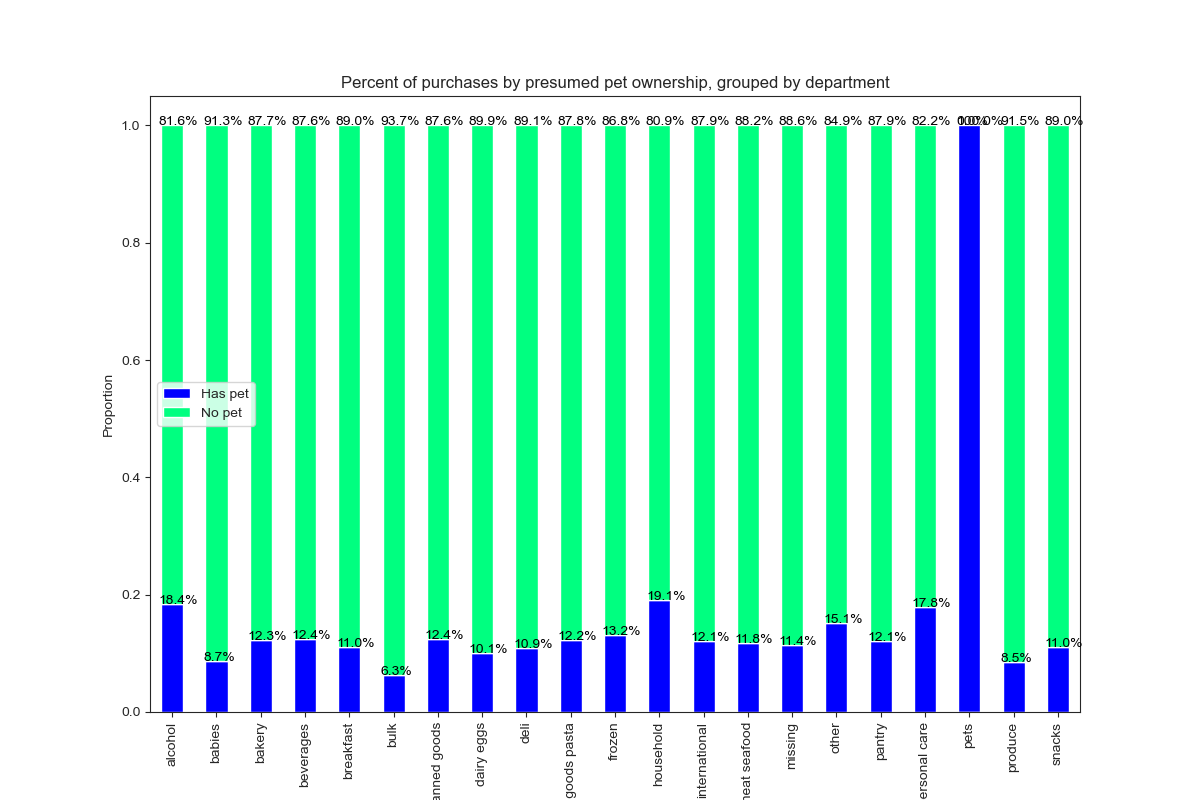 Percent of purchases by presumed pet ownership, grouped by department
81.6% 91.3% 87.7% 87.6% 89.0% 93.7% 87.6% 89.9% 89.1% 87.8% 86.8% 80.9% 87.9% 88.2% 88.6% 84.9% 87.9% 82.2% 91.5% 89.0%
1.0
0.8
0.6
0.4
0.2
0.0
Proportion
Has pet
No pet
18.4% 8.7% 12.3% 12.4% 11.0% 6.3% 12.4% 10.1% 10.9% 12.2% 13.2% 19.1% 12.1% 11.8% 11.4% 15.1% 12.1% 17.8% 8.5% 11.0%
alcohol
babies
bakery
beverages
breakfast
bulk
anned goods
dairy eggs
deli
goods pasta
frozen
household
international
neat seafood
missing
other
pantry
ersonal care
pets
produce
snacks